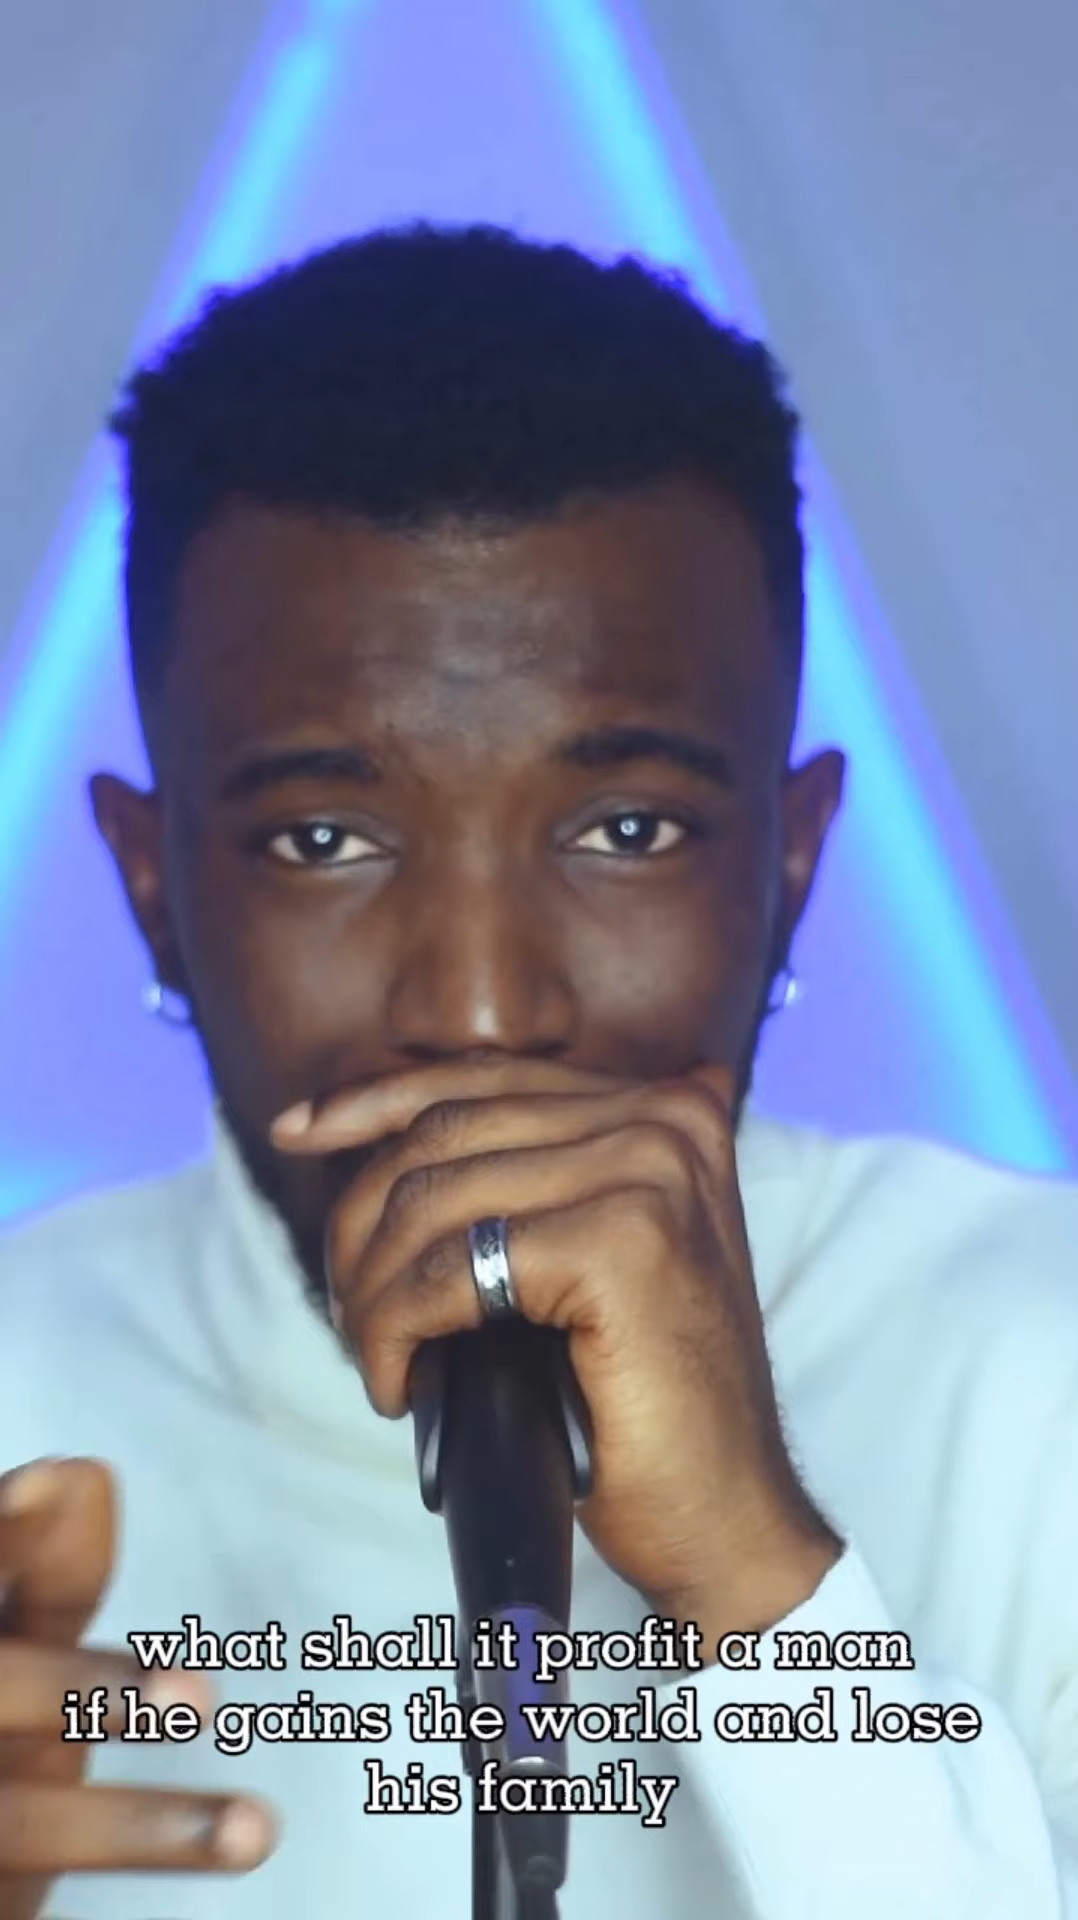 what shall it profit a man
if he gains the world and lose
his family